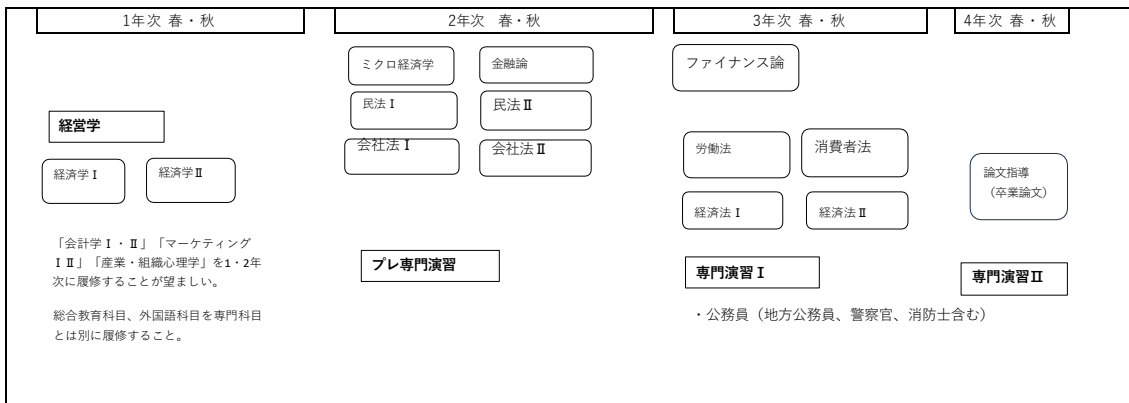 1年次 春・秋
2年次 春・秋
3年次 春・秋
4年次 春・秋
経営学
経済学Ⅰ
経済学Ⅱ
「会計学Ⅰ・Ⅱ」「マーケティング
ⅠⅡ」「産業・組織心理学」を1・2年
次に履修することが望ましい。
総合教育科目、外国語科目を専門科目
とは別に履修すること。
ミクロ経済学
金融論
民法Ⅰ
民法Ⅱ
会社法Ⅰ
会社法Ⅱ
プレ専門演習
ファイナンス論
労働法
消費者法
経済法Ⅰ
経済法Ⅱ
専門演習Ⅰ
・公務員（地方公務員、警察官、消防士含む）
論文指導
（卒業論文）
専門演習Ⅱ